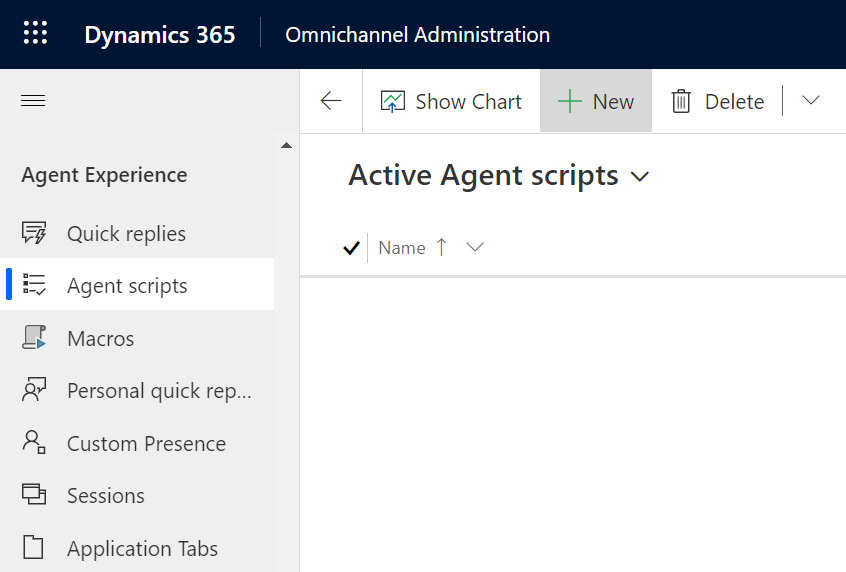 Dynamics 365 Omnichannel Administration
Show Chart New Delete
Agent Experience
Quick replies
Agent scripts
Macros
Personal quick rep...
Custom Presence
Sessions
Application Tabs
Active Agent scripts
Name